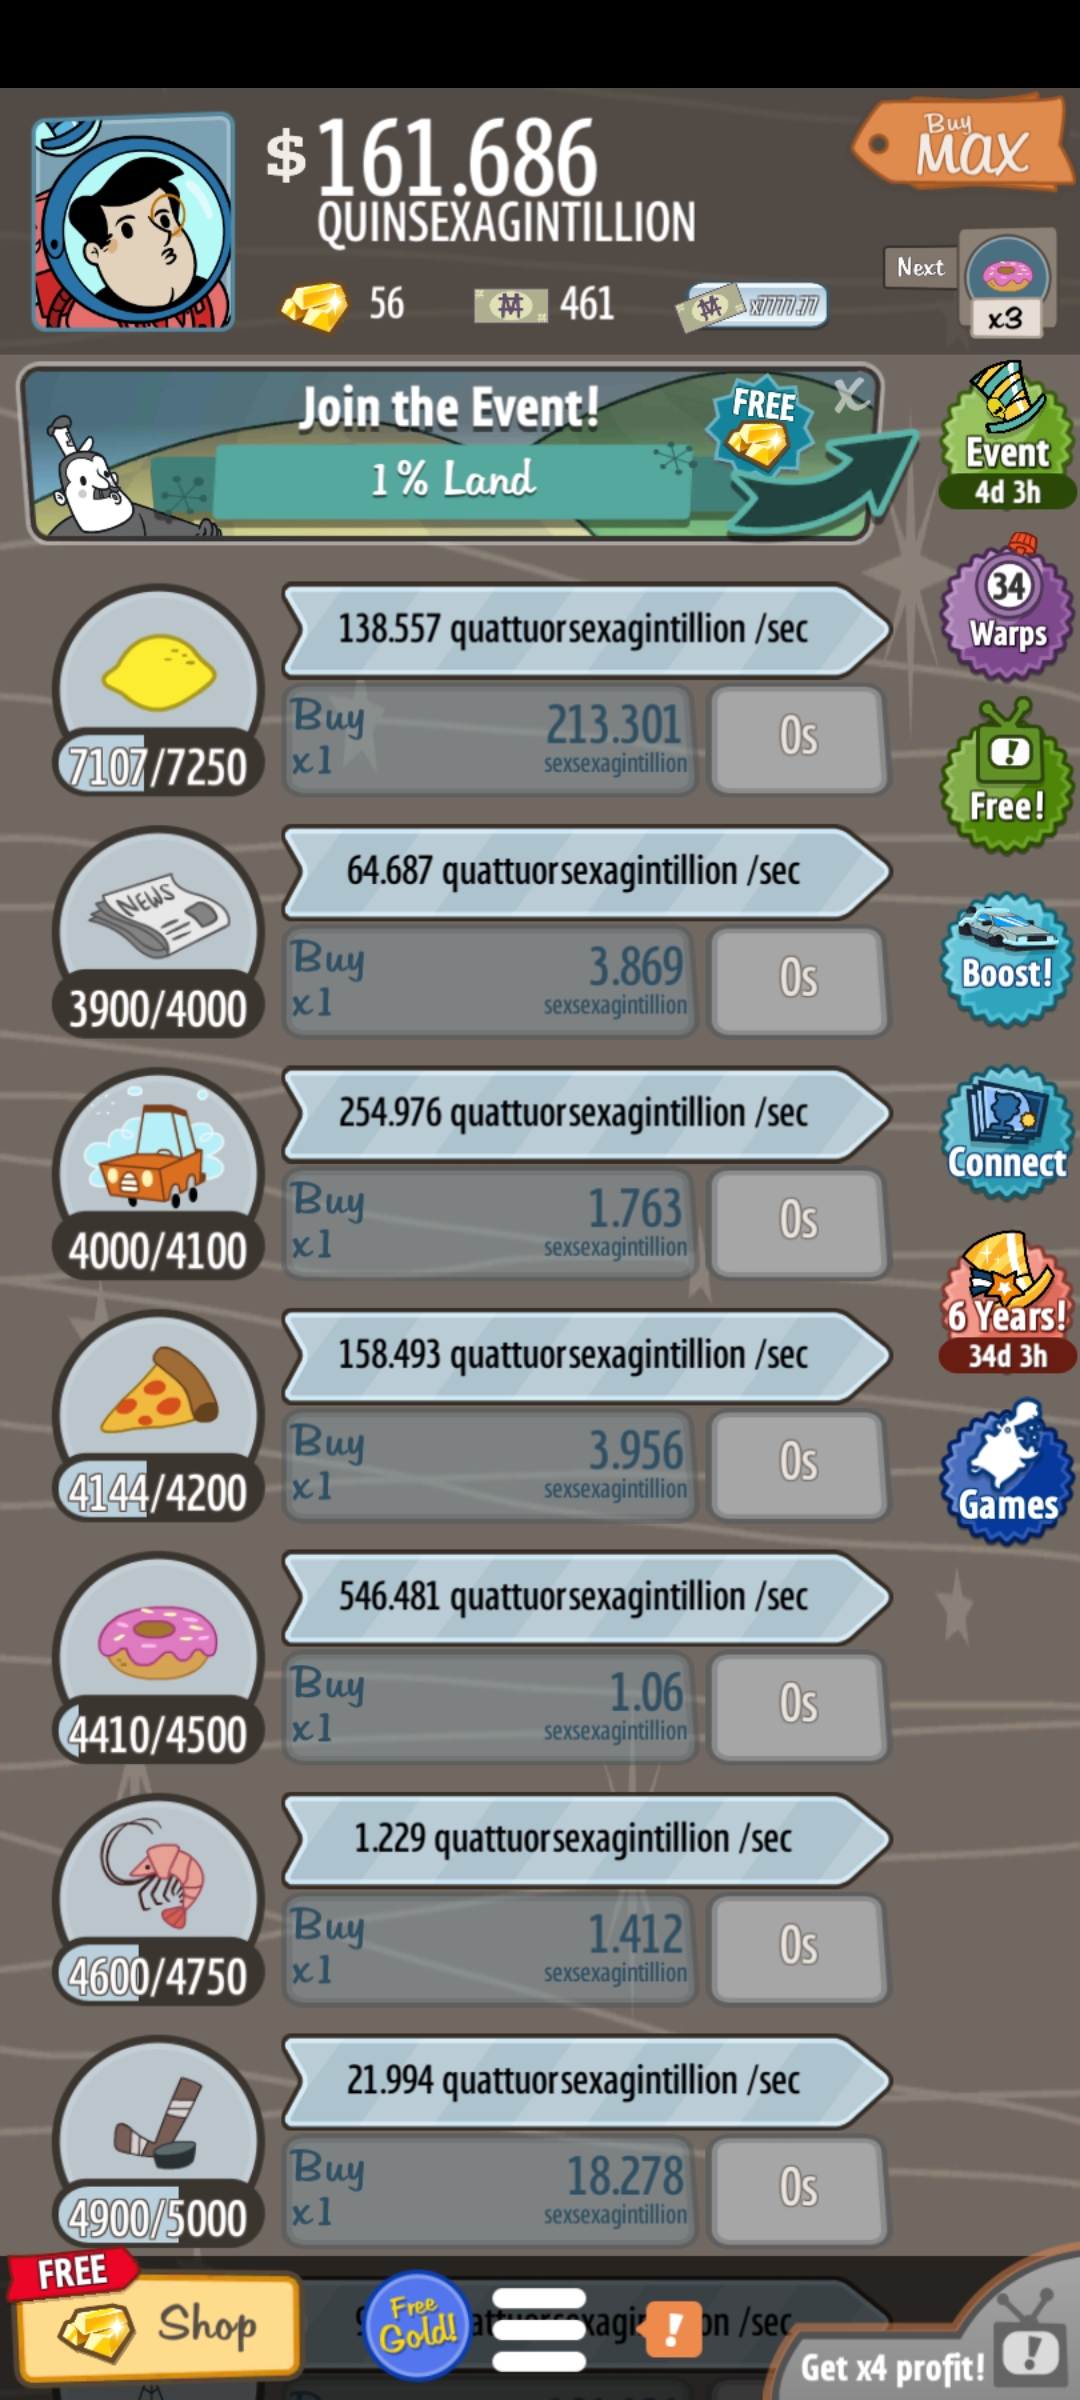 $161.686
QUINSEXAGINTILLION
Buy
MAX
56
461
x7777.77
Next
x3
Join the Event!
FREE
X
1% Land
Event
4d 3h
138.557 quattuorsexagintillion /sec
Buy
x1
213.301
sexsexagintillion
0s
7107/7250
34
Warps
64.687 quattuorsexagintillion /sec
NEWS
Buy
x1
3.869
sexsexagintillion
0s
3900/4000
!
Free!
Boost!
254.976 quattuorsexagintillion /sec
Buy
x1
1.763
sexsexagintillion
0s
4000/4100
Connect
158.493 quattuorsexagintillion /sec
Buy
x1
3.956
sexsexagintillion
0s
4144/4200
6 Years!
34d 3h
Games
546.481 quattuorsexagintillion /sec
Buy
x1
1.06
sexsexagintillion
0s
4410/4500
1.229 quattuorsexagintillion /sec
Buy
x1
1.412
sexsexagintillion
0s
4600/4750
21.994 quattuorsexagintillion /sec
Buy
x1
18.278
sexsexagintillion
0s
4900/5000
FREE
Shop
Free
Gold!
!
/sec
Get x4 profit!
!